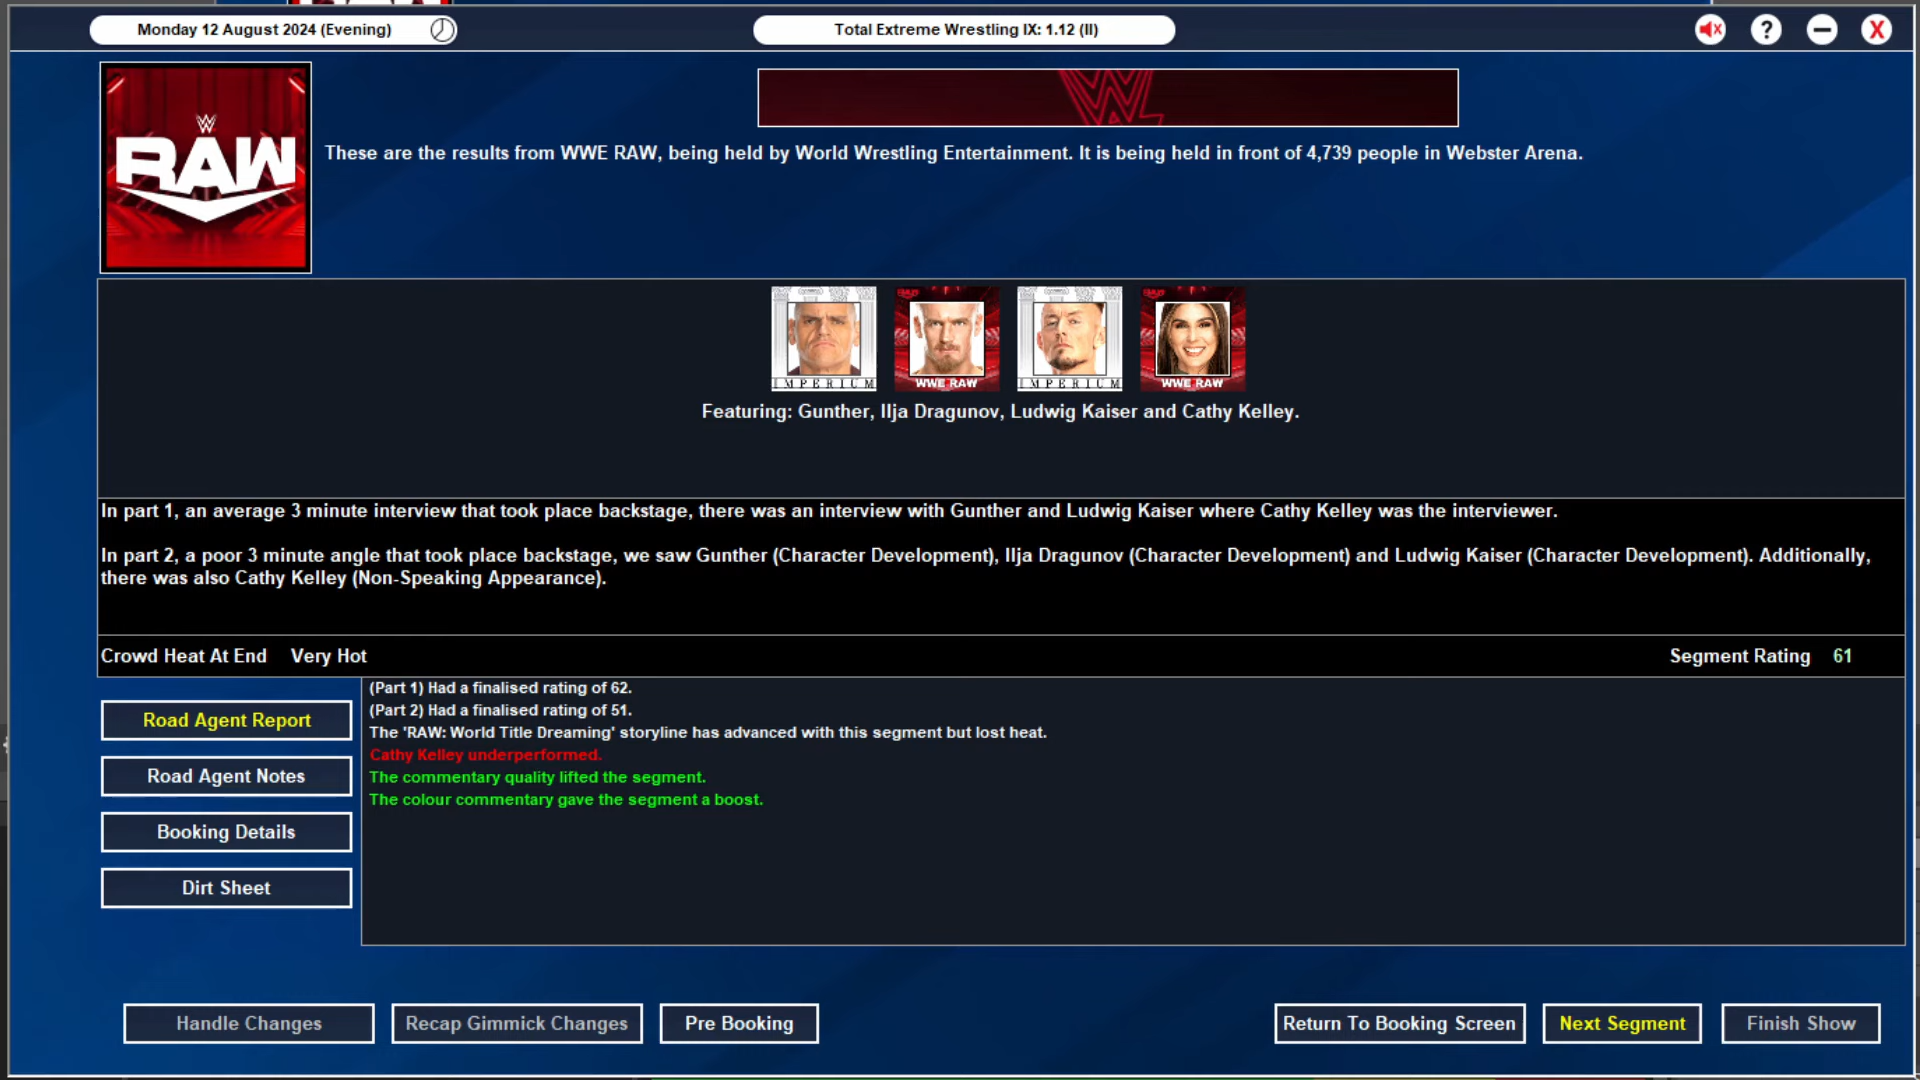 Monday 12 August 2024 (Evening)
Total Extreme Wrestling IX: 1.12 (II)
?
X
W
RAW
These are the results from WWE RAW, being held by World Wrestling Entertainment. It is being held in front of 4,739 people in Webster Arena.
IMPERIUM
WWE RAW
IMPERIUM
WWE RAW
Featuring: Gunther, Ilja Dragunov, Ludwig Kaiser and Cathy Kelley.
In part 1, an average 3 minute interview that took place backstage, there was an interview with Gunther and Ludwig Kaiser where Cathy Kelley was the interviewer.
In part 2, a poor 3 minute angle that took place backstage, we saw Gunther (Character Development), Ilja Dragunov (Character Development) and Ludwig Kaiser (Character Development). Additionally,
there was also Cathy Kelley (Non-Speaking Appearance).
Crowd Heat At End Very Hot Segment Rating 61
Road Agent Report
Road Agent Notes
Booking Details
Dirt Sheet
(Part 1) Had a finalised rating of 62.
(Part 2) Had a finalised rating of 51.
The 'RAW: World Title Dreaming' storyline has advanced with this segment but lost heat.
Cathy Kelley underperformed.
The commentary quality lifted the segment.
The colour commentary gave the segment a boost.
Handle Changes
Recap Gimmick Changes
Pre Booking
Return To Booking Screen
Next Segment
Finish Show